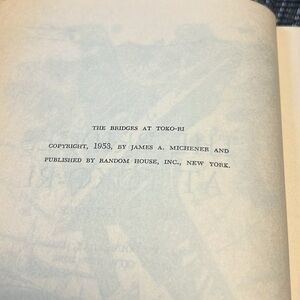 THE BRIDGES AT TOKO-RI
COPYRIGHT, 1953, BY JAMES A. MICHENER AND
PUBLISHED BY RANDOM HOUSE, INC., NEW YORK.